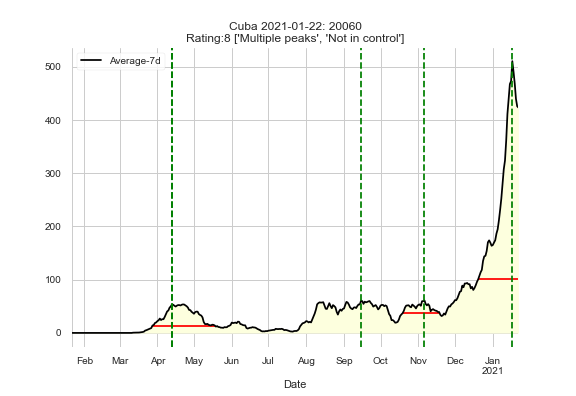 Cuba 2021-01-22: 20060
Rating:8 ['Multiple peaks', 'Not in control']
Average-7d
500
400
300
200
100
0
Feb Mar Apr May Jun Jul Aug Sep Oct Nov Dec Jan
2021
Date